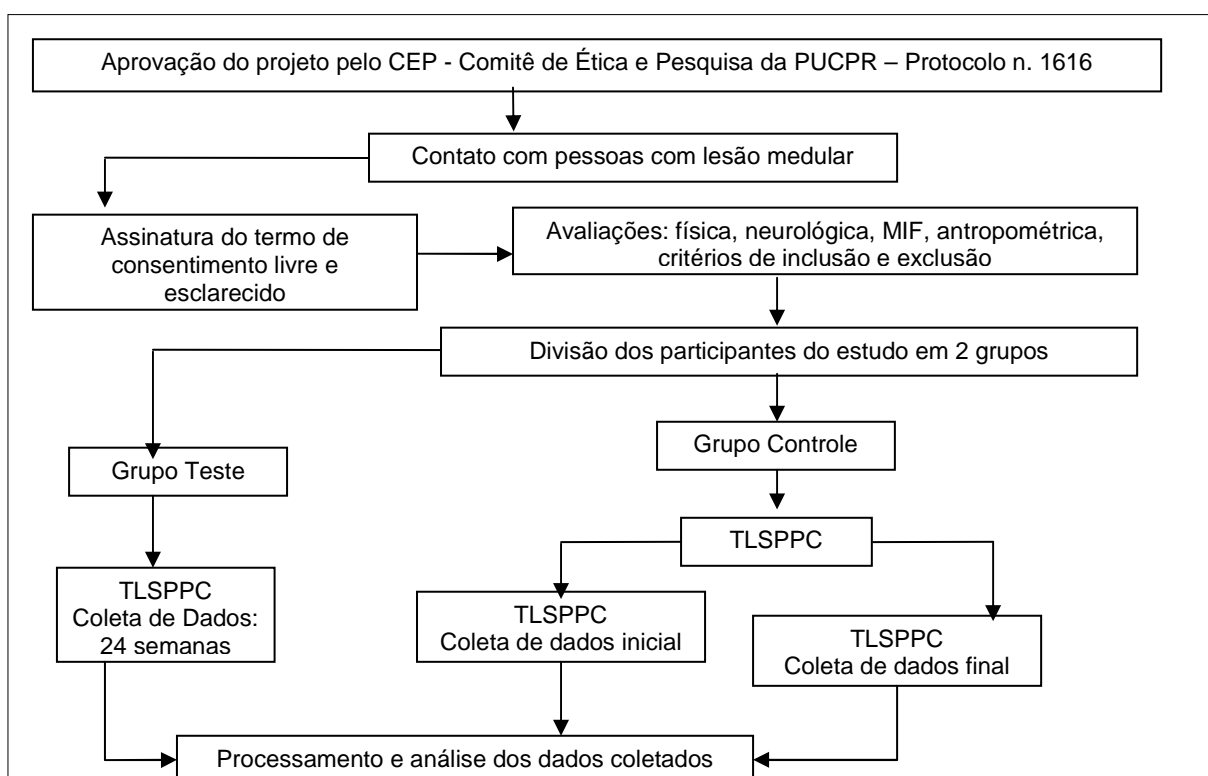 Aprovação do projeto pelo CEP - Comitê de Ética e Pesquisa da PUCPR – Protocolo n. 1616
Contato com pessoas com lesão medular
Assinatura do termo de
consentimento livre e
esclarecido
Avaliações: física, neurológica, MIF, antropométrica,
critérios de inclusão e exclusão
Divisão dos participantes do estudo em 2 grupos
Grupo Teste
Grupo Controle
TLSPPC
TLSPPC
Coleta de Dados:
24 semanas
TLSPPC
Coleta de dados inicial
TLSPPC
Coleta de dados final
Processamento e análise dos dados coletados